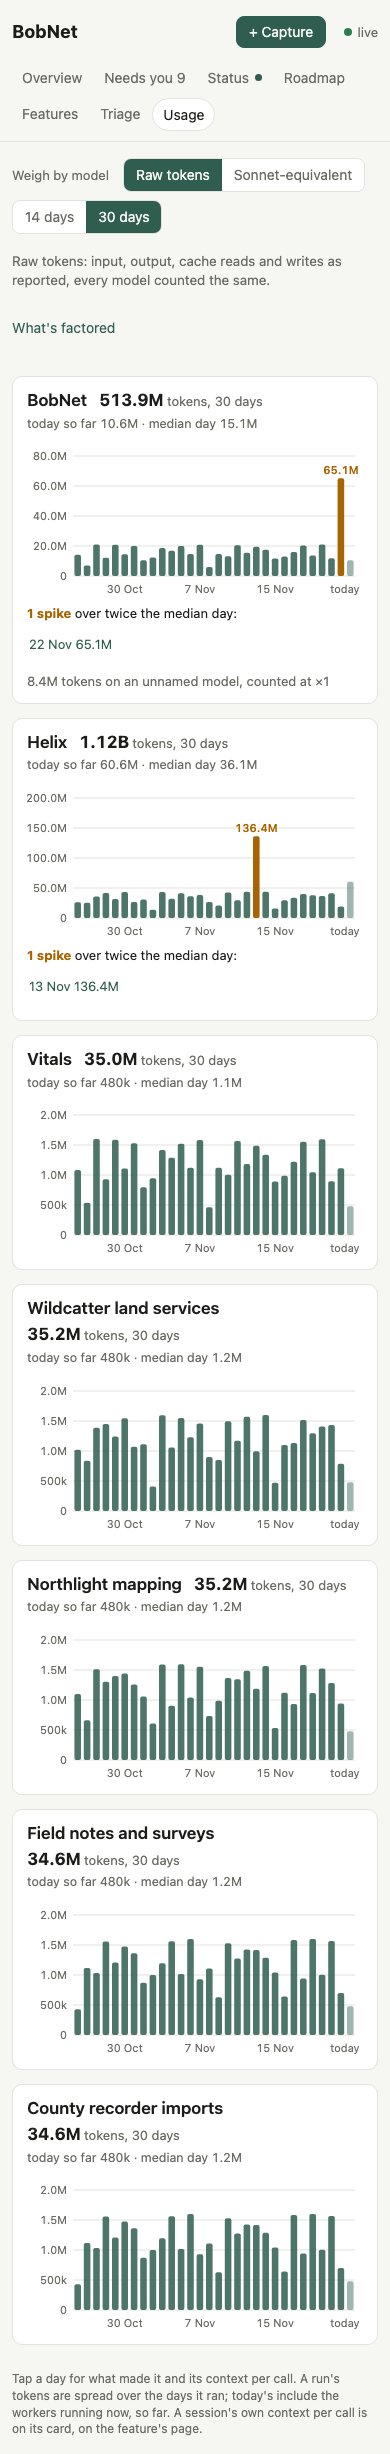 BobNet
+ Capture
live
Overview
Needs you 9
Status
Roadmap
Features
Triage
Usage
Weigh by model
Raw tokens
Sonnet-equivalent
14 days
30 days
Raw tokens: input, output, cache reads and writes as
reported, every model counted the same.
What's factored
BobNet 513.9M tokens, 30 days
today so far 10.6M · median day 15.1M
80.0M
65.1M
60.0M
40.0M
20.0M
0
30 Oct
7 Nov
15 Nov
today
1 spike over twice the median day:
22 Nov 65.1M
8.4M tokens on an unnamed model, counted at ×1
Helix 1.12B tokens, 30 days
today so far 60.6M · median day 36.1M
200.0M
150.0M
136.4M
100.0M
50.0M
0
30 Oct
7 Nov
15 Nov
today
1 spike over twice the median day:
13 Nov 136.4M
Vitals 35.0M tokens, 30 days
today so far 480k · median day 1.1M
2.0M
1.5M
1.0M
500k
0
30 Oct
7 Nov
15 Nov
today
Wildcatter land services
35.2M tokens, 30 days
today so far 480k · median day 1.2M
2.0M
1.5M
1.0M
500k
0
30 Oct
7 Nov
15 Nov
today
Northlight mapping 35.2M tokens, 30 days
today so far 480k · median day 1.2M
2.0M
1.5M
1.0M
500k
0
30 Oct
7 Nov
15 Nov
today
Field notes and surveys
34.6M tokens, 30 days
today so far 480k · median day 1.2M
2.0M
1.5M
1.0M
500k
0
30 Oct
7 Nov
15 Nov
today
County recorder imports
34.6M tokens, 30 days
today so far 480k · median day 1.2M
2.0M
1.5M
1.0M
500k
0
30 Oct
7 Nov
15 Nov
today
Tap a day for what made it and its context per call. A run's
tokens are spread over the days it ran; today's include the
workers running now, so far. A session's own context per call is
on its card, on the feature's page.